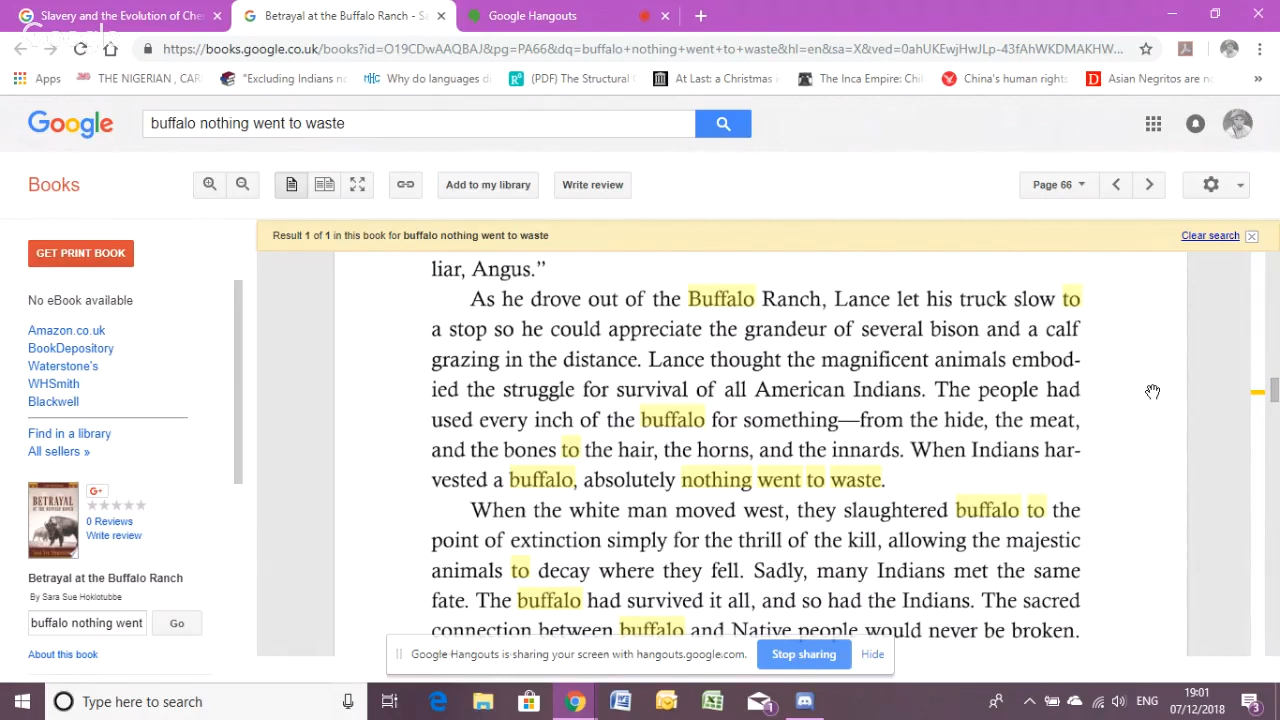 Slavery and the Evolution of Cher
Betrayal at the Buffalo Ranch - Sa
Google Hangouts
Google
https://books.google.co.uk/books?id=O19CDwAAQBAJ&pg=PA66&dq=buffalo+nothing+went+to+waste&hl=en&sa=X&ved=0ahUKEwjHwJLp-43fAhWKDMAKHW...
Apps
THE NIGERIAN , CAR
"Excluding Indians no
Why do languages d
(PDF) The Structural
At Last: a Christmas i
The Inca Empire: Chi
China's human rights
Asian Negritos are no
»
Google
buffalo nothing went to waste
Books
Add to my library
Write review
Page 66
Result 1 of 1 in this book for buffalo nothing went to waste
Clear search
GET PRINT BOOK
No eBook available
Amazon.co.uk
BookDepository
Waterstone's
WHSmith
Blackwell
Find in a library
All sellers »
BETRAYAL
AT THE BUFFALO RANCH
G+
0 Reviews
Write review
Betrayal at the Buffalo Ranch
By Sara Sue Hoklotubbe
buffalo nothing went
Go
About this book
liar, Angus.”
As he drove out of the Buffalo Ranch, Lance let his truck slow to
a stop so he could appreciate the grandeur of several bison and a calf
grazing in the distance. Lance thought the magnificent animals embod-
ied the struggle for survival of all American Indians. The people had
used every inch of the buffalo for something—from the hide, the meat,
and the bones to the hair, the horns, and the innards. When Indians har-
vested a buffalo, absolutely nothing went to waste.
When the white man moved west, they slaughtered buffalo to the
point of extinction simply for the thrill of the kill, allowing the majestic
animals to decay where they fell. Sadly, many Indians met the same
fate. The buffalo had survived it all, and so had the Indians. The sacred
connection between buffalo and Native people would never be broken.
Google Hangouts is sharing your screen with hangouts.google.com.
Stop sharing
Hide
Type here to search
1
ENG
19:01
07/12/2018
3